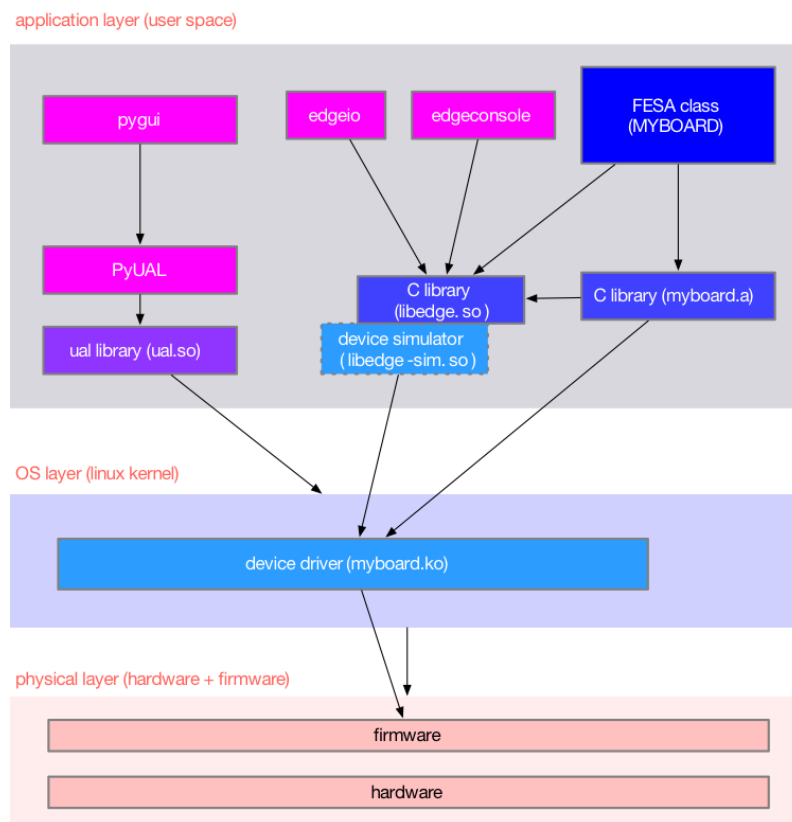 application layer (user space)
pygui
edgeio
edgeconsole
FESA class
(MYBOARD)
PyUAL
C library
(libedge. so )
C library (myboard.a)
ual library (ual.so)
device simulator
( libedge -sim. so )
OS layer (linux kernel)
device driver (myboard.ko)
physical layer (hardware + firmware)
firmware
hardware